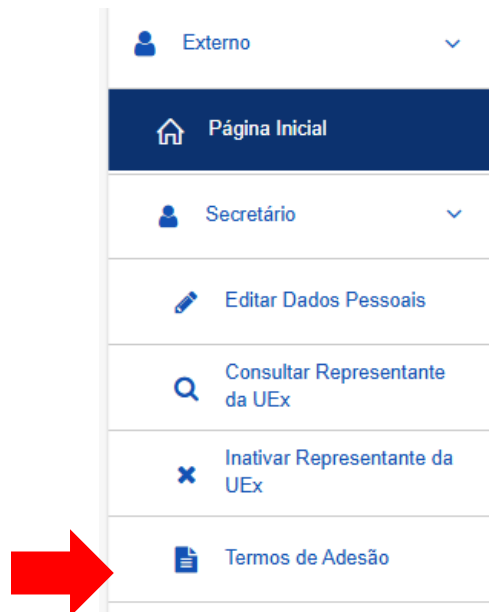 Externo
Página Inicial
Secretário
Editar Dados Pessoais
Consultar Representante
da UEx
Inativar Representante da
UEx
Termos de Adesão